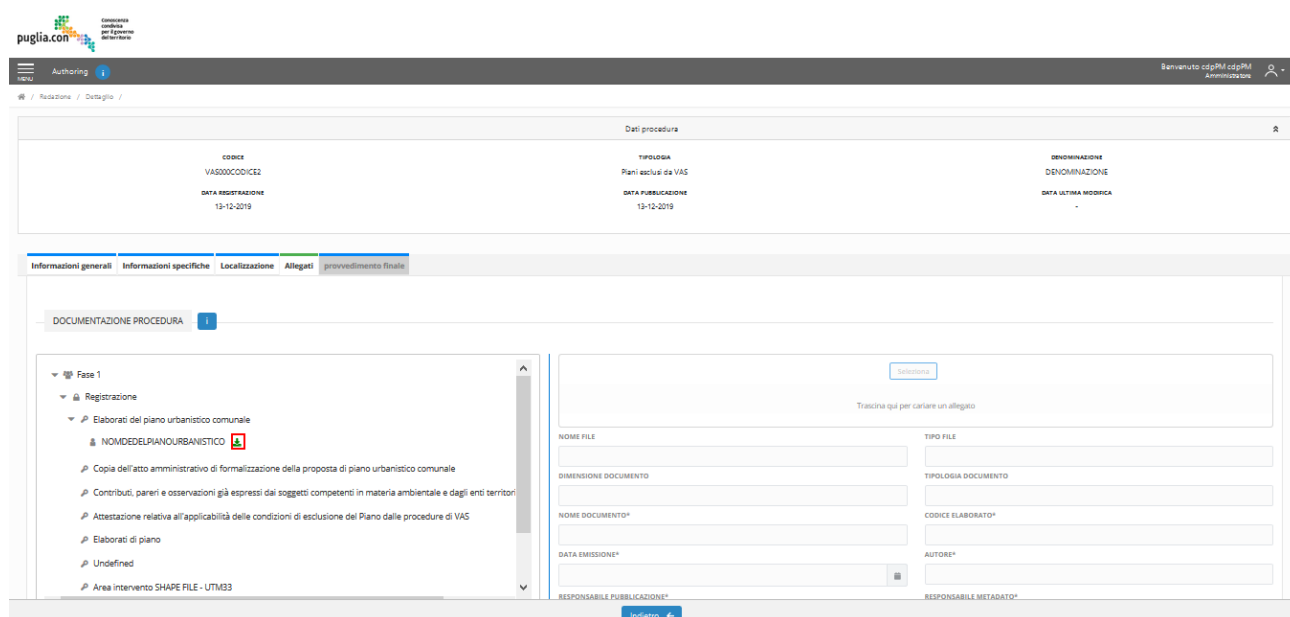 puglia.con
Conoscenza
condivisa
per il governo
del territorio
MENU
Authoring i
Benvenuto cdpPM cdpPM
Amministratore
/ Redazione / Dettaglio /
Dati procedura
CODICE
VAS000CODICE2
TIPOLOGIA
Piani esclusi da VAS
DENOMINAZIONE
DENOMINAZIONE
DATA REGISTRAZIONE
13-12-2019
DATA PUBBLICAZIONE
13-12-2019
DATA ULTIMA MODIFICA
-
Informazioni generali Informazioni specifiche Localizzazione Allegati provvedimento finale
DOCUMENTAZIONE PROCEDURA i
Fase 1
Registrazione
Elaborati del piano urbanistico comunale
NOMDEDELPIANOURBANISTICO
Copia dell'atto amministrativo di formalizzazione della proposta di piano urbanistico comunale
Contributi, pareri e osservazioni già espressi dai soggetti competenti in materia ambientale e dagli enti territori
Attestazione relativa all'applicabilità delle condizioni di esclusione del Piano dalle procedure di VAS
Elaborati di piano
Undefined
Area intervento SHAPE FILE - UTM33
Seleziona
Trascina qui per cariare un allegato
NOME FILE
TIPO FILE
DIMENSIONE DOCUMENTO
TIPOLOGIA DOCUMENTO
NOME DOCUMENTO*
CODICE ELABORATO*
DATA EMISSIONE*
AUTORE*
RESPONSABILE PUBBLICAZIONE*
RESPONSABILE METADATO*
Indietro